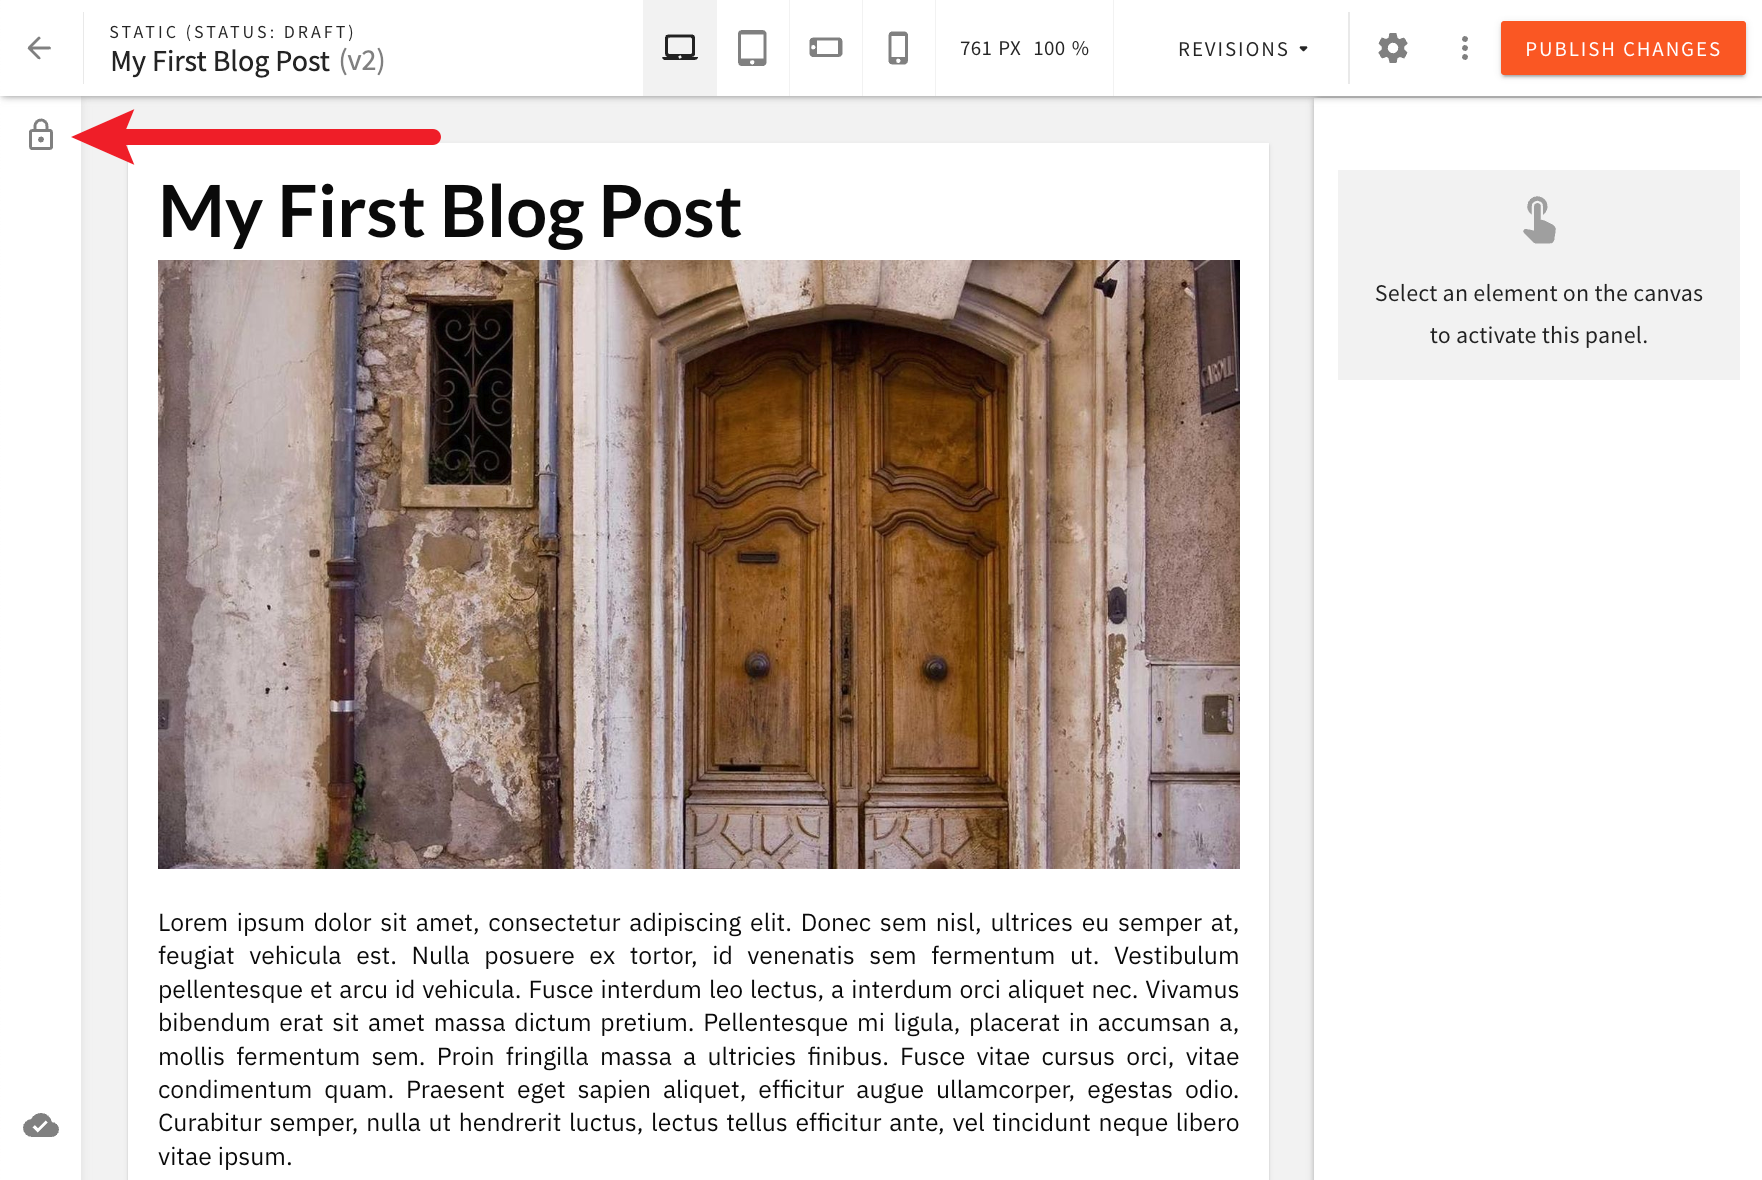 STATIC (STATUS: DRAFT)
My First Blog Post (v2)
761 PX 100 %
REVISIONS
PUBLISH CHANGES
My First Blog Post
Select an element on the canvas
to activate this panel.
Lorem ipsum dolor sit amet, consectetur adipiscing elit. Donec sem nisl, ultrices eu semper at,
feugiat vehicula est. Nulla posuere ex tortor, id venenatis sem fermentum ut. Vestibulum
pellentesque et arcu id vehicula. Fusce interdum leo lectus, a interdum orci aliquet nec. Vivamus
bibendum erat sit amet massa dictum pretium. Pellentesque mi ligula, placerat in accumsan a,
mollis fermentum sem. Proin fringilla massa a ultricies finibus. Fusce vitae cursus orci, vitae
condimentum quam. Praesent eget sapien aliquet, efficitur augue ullamcorper, egestas odio.
Curabitur semper, nulla ut hendrerit luctus, lectus tellus efficitur ante, vel tincidunt neque libero
vitae ipsum.